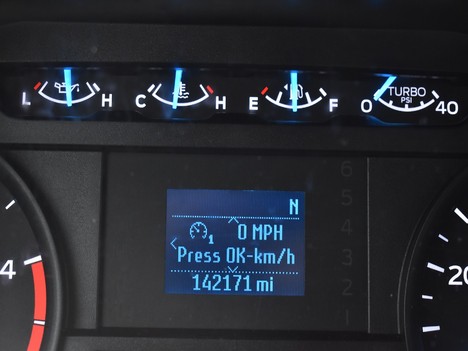 L H C H E F 0 TURBO 40
PSI
N
1 0 MPH
Press OK-km/h
142171 mi
6
5
4
3
2
1
4
20